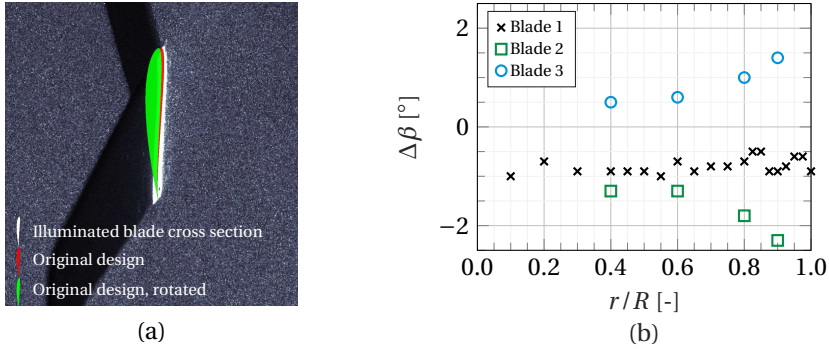 Illuminated blade cross section
Original design
Original design, rotated
(a)
2
0
−2
Δβ [°]
Blade 1
Blade 2
Blade 3
0.0 0.2 0.4 0.6 0.8 1.0
r/R [-]
(b)